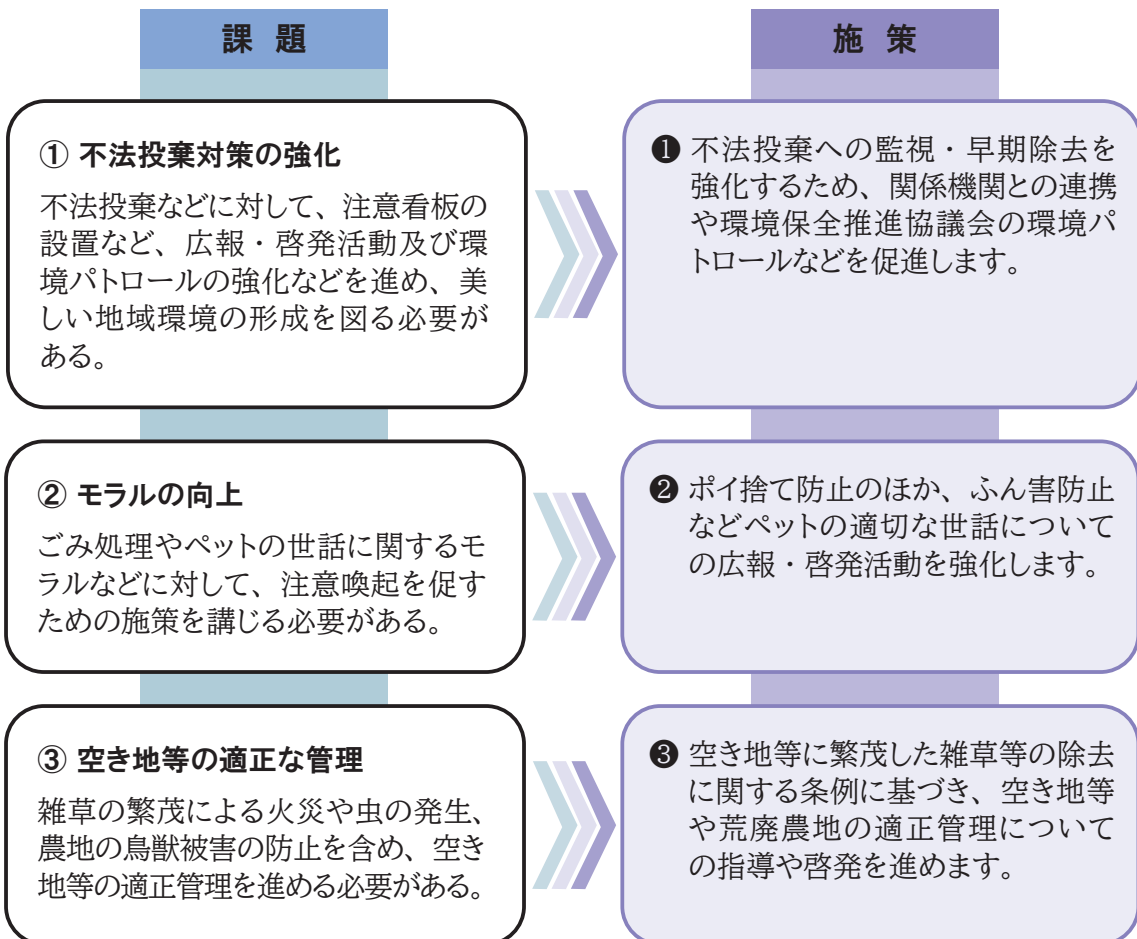 課題
施策
① 不法投棄対策の強化
不法投棄などに対して、注意看板の
設置など、広報・啓発活動及び環
境パトロールの強化などを進め、美
しい地域環境の形成を図る必要が
ある。
❶ 不法投棄への監視・早期除去を
強化するため、関係機関との連携
や環境保全推進協議会の環境パ
トロールなどを促進します。
② モラルの向上
ごみ処理やペットの世話に関するモ
ラルなどに対して、注意喚起を促す
ための施策を講じる必要がある。
❷ ポイ捨て防止のほか、ふん害防止
などペットの適切な世話について
の広報・啓発活動を強化します。
③ 空き地等の適正な管理
雑草の繁茂による火災や虫の発生、
農地の鳥獣被害の防止を含め、空き
地等の適正管理を進める必要がある。
❸ 空き地等に繁茂した雑草等の除去
に関する条例に基づき、空き地等
や荒廃農地の適正管理について
の指導や啓発を進めます。